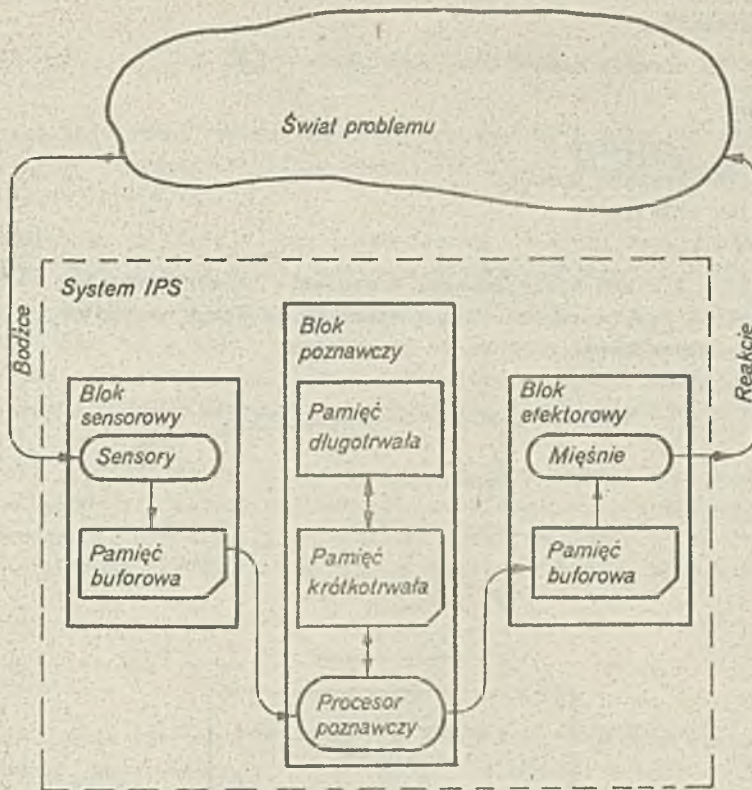 Świat problemu
System IPS
Bodźce
Reakcje
Blok
sensorowy
Sensory
Pamięć
buforowa
Blok
poznawczy
Pamięć
długotrwała
Pamięć
krótkotrwała
Procesor
poznawczy
Blok
efektorowy
Mięśnie
Pamięć
buforowa